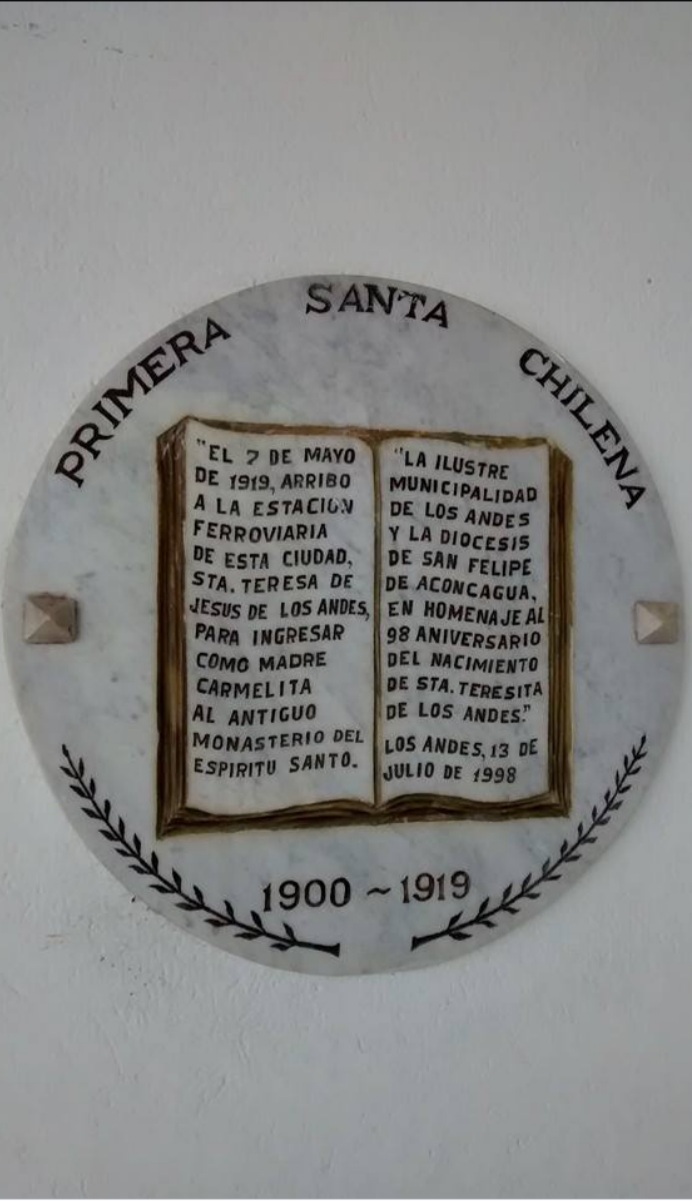 PRIMERA SANTA CHILENA
"EL 7 DE MAYO
DE 1919, ARRIBO
A LA ESTACION
FERROVIARIA
DE ESTA CIUDAD,
STA. TERESA DE
JESUS DE LOS ANDES,
PARA INGRESAR
COMO MADRE
CARMELITA
AL ANTIGUO
MONASTERIO DEL
ESPIRITU SANTO.
"LA ILUSTRE
MUNICIPALIDAD
DE LOS ANDES
Y LA DIOCESIS
DE SAN FELIPE
DE ACONCAGUA,
EN HOMENAJE AL
98 ANIVERSARIO
DEL NACIMIENTO
DE STA. TERESITA
DE LOS ANDES."
LOS ANDES, 13 DE
JULIO DE 1998
1900 ~ 1919